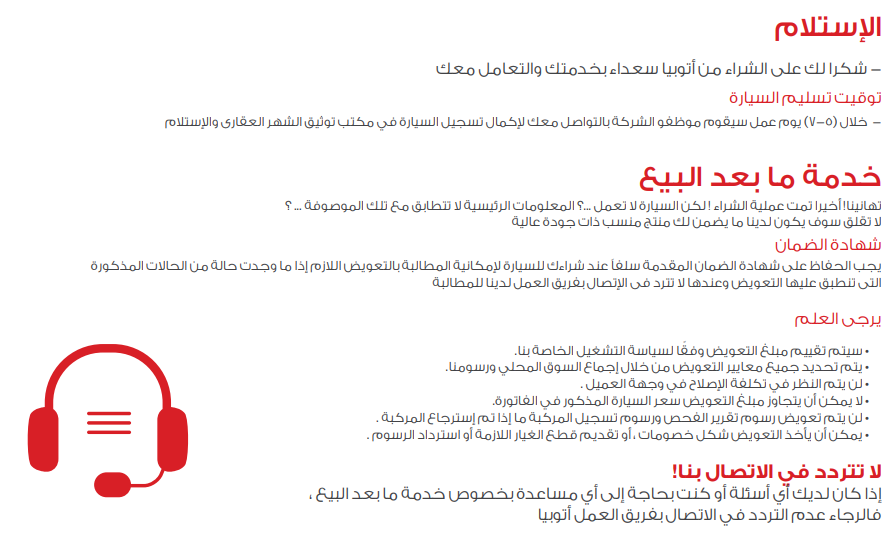 الإستلام
– شكرا لك على الشراء من أتوبيا سعداء بخدمتك والتعامل معك
توقيت تسليم السيارة
– خلال (٥-٧) يوم عمل سيقوم موظفو الشركة بالتواصل معك لإكمال تسجيل السيارة في مكتب توثيق الشهر العقارى والإستلام
خدمة ما بعد البيع
تهانينا! أخيرا تمت عملية الشراء ! لكن السيارة لا تعمل ...؟ المعلومات الرئيسية لا تتطابق مع تلك الموصوفة ... ؟
لا تقلق سوف يكون لدينا ما يضمن لك منتج منسب ذات جودة عالية
شهادة الضمان
يجب الحفاظ على شهادة الضمان المقدمة سلفاً عند شراءك للسيارة لإمكانية المطالبة بالتعويض اللازم إذا ما وجدت حالة من الحالات المذكورة
التى تنطبق عليها التعويض وعندها لا تترد فى الإتصال بفريق العمل لدينا للمطالبة
يرجى العلم
• سيتم تقييم مبلغ التعويض وفقًا لسياسة التشغيل الخاصة بنا.
• يتم تحديد جميع معايير التعويض من خلال إجماع السوق المحلي ورسومنا.
• لن يتم النظر في تكلفة الإصلاح في وجهة العميل .
• لا يمكن أن يتجاوز مبلغ التعويض سعر السيارة المذكور في الفاتورة.
• لن يتم تعويض رسوم تقرير الفحص ورسوم تسجيل المركبة ما إذا تم إسترجاع المركبة .
• يمكن أن يأخذ التعويض شكل خصومات ، أو تقديم قطع الغيار اللازمة أو استرداد الرسوم .
لا تتردد في الاتصال بنا!
إذا كان لديك أي أسئلة أو كنت بحاجة إلى أي مساعدة بخصوص خدمة ما بعد البيع ،
فالرجاء عدم التردد في الاتصال بفريق العمل أتوبيا